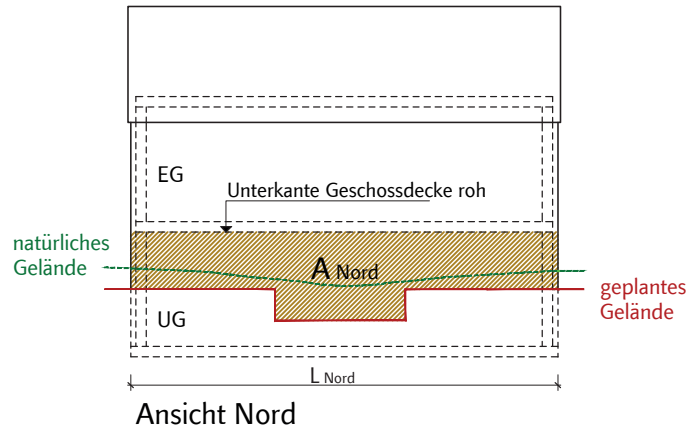 EG
Unterkante Geschossdecke roh
natürliches
Gelände
A Nord
geplantes
Gelände
UG
L Nord
Ansicht Nord